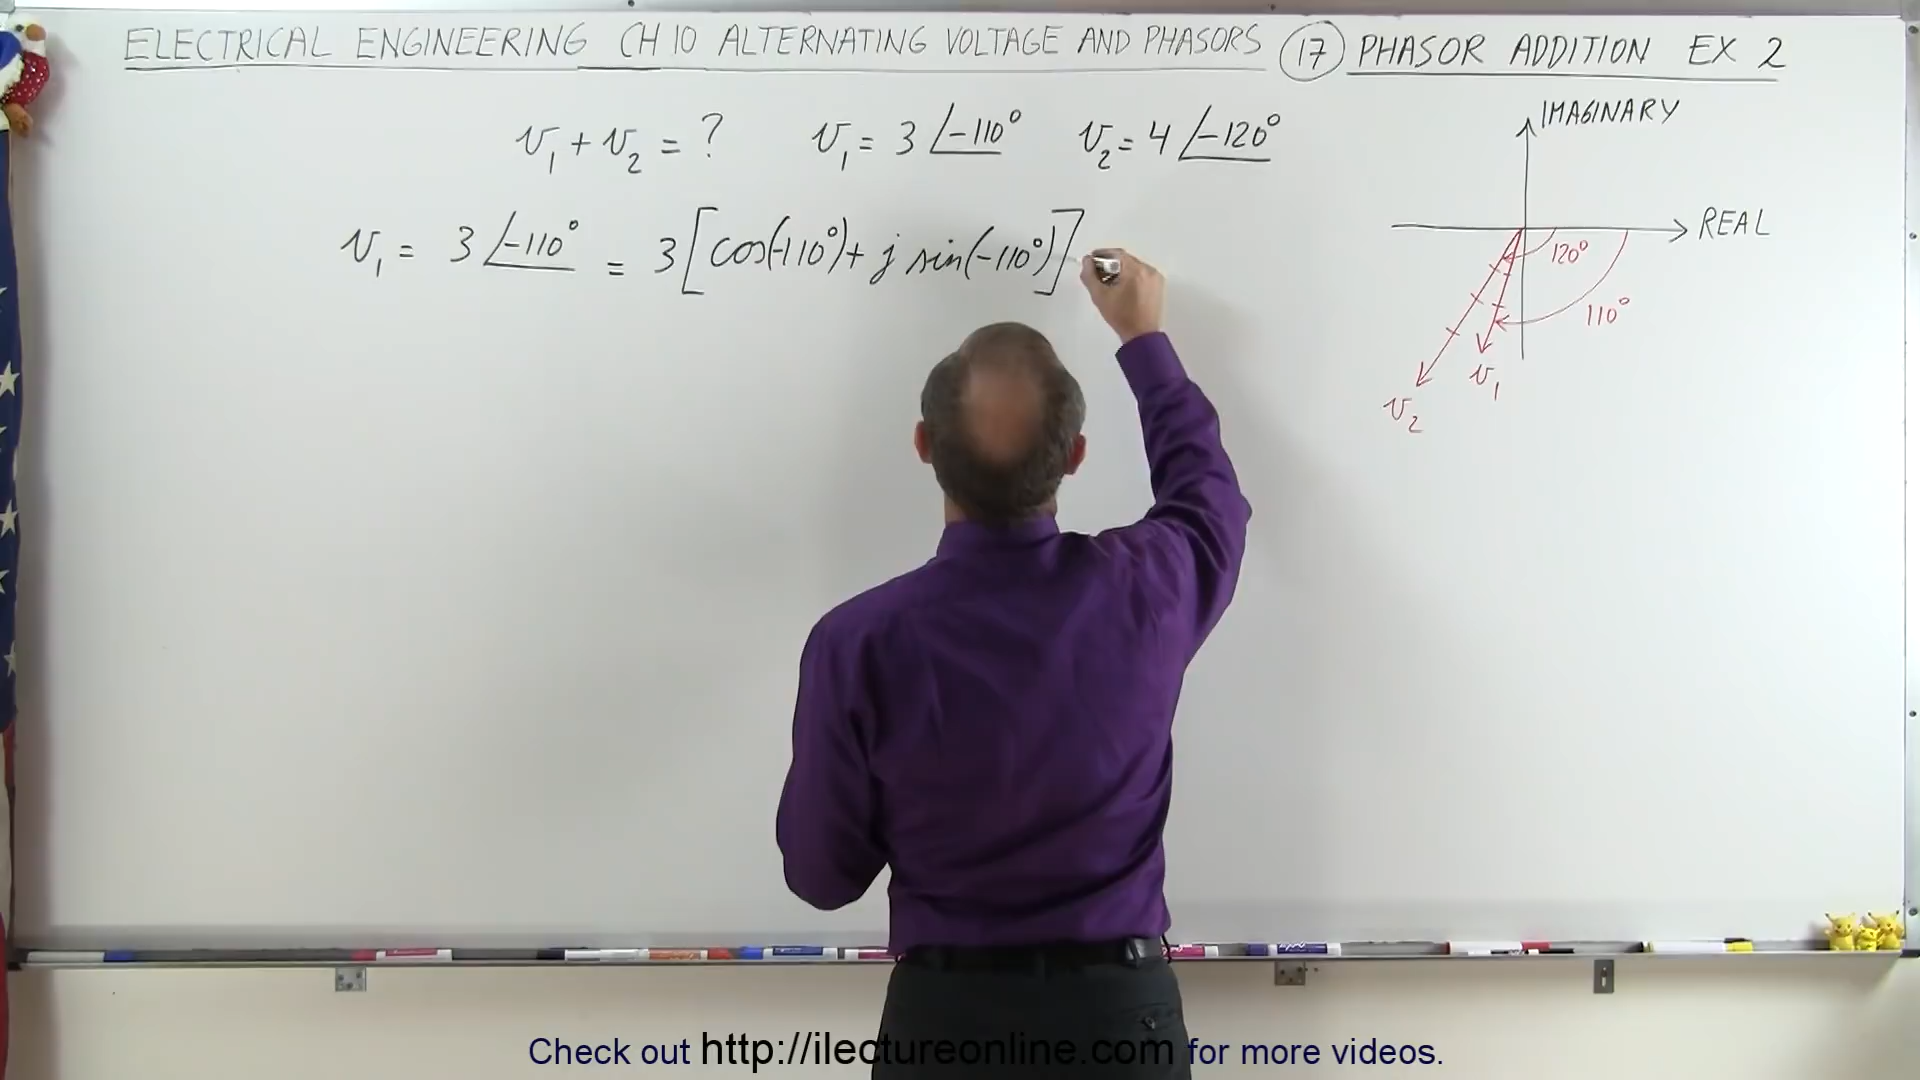 ELECTRICAL ENGINEERING CH 10 ALTERNATING VOLTAGE AND PHASORS 17 PHASOR ADDITION EX 2
v₁ + v₂ = ? v₁ = 3 ∠-110° v₂ = 4 ∠-120°
v₁ = 3 ∠-110° = 3 [cos(-110°) + j sin(-110°)] =
IMAGINARY
REAL
120°
110°
v₁
v₂
Check out http://ilectureonline.com for more videos.